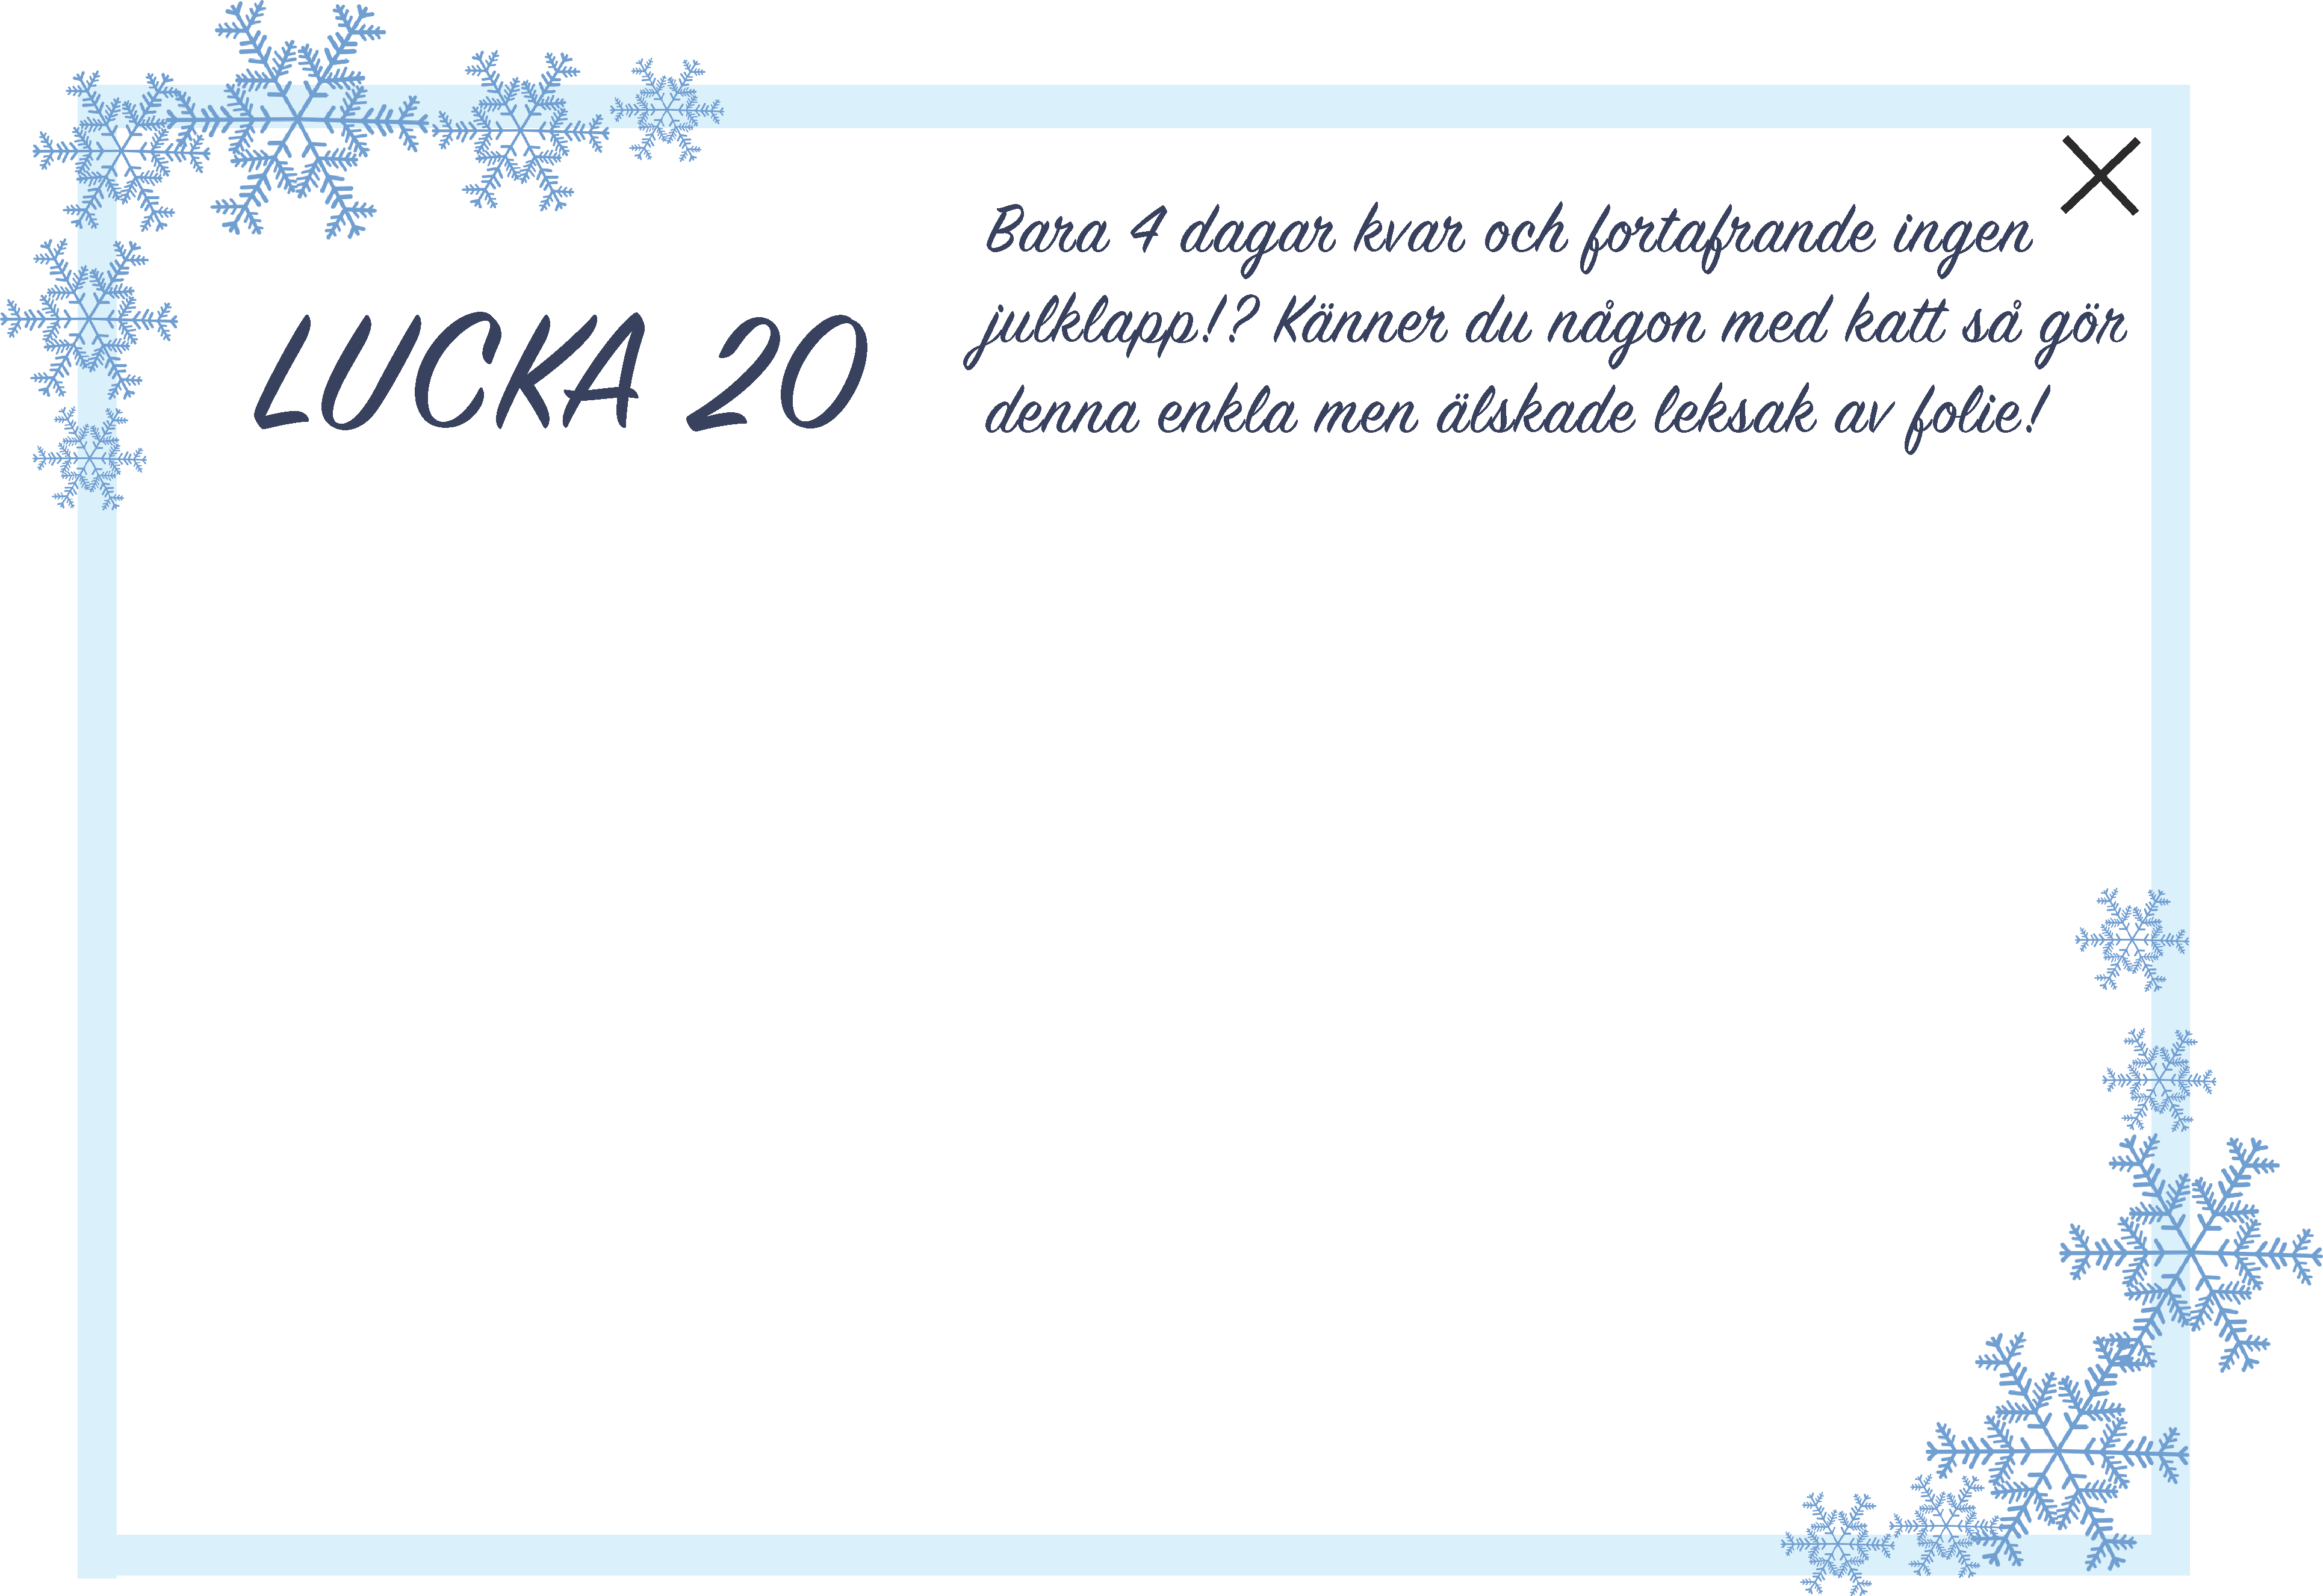 LUCKA 20
Bara 4 dagar kvar och fortafrande ingen
julklapp!? Känner du någon med katt så gör
denna enkla men älskade leksak av folie!